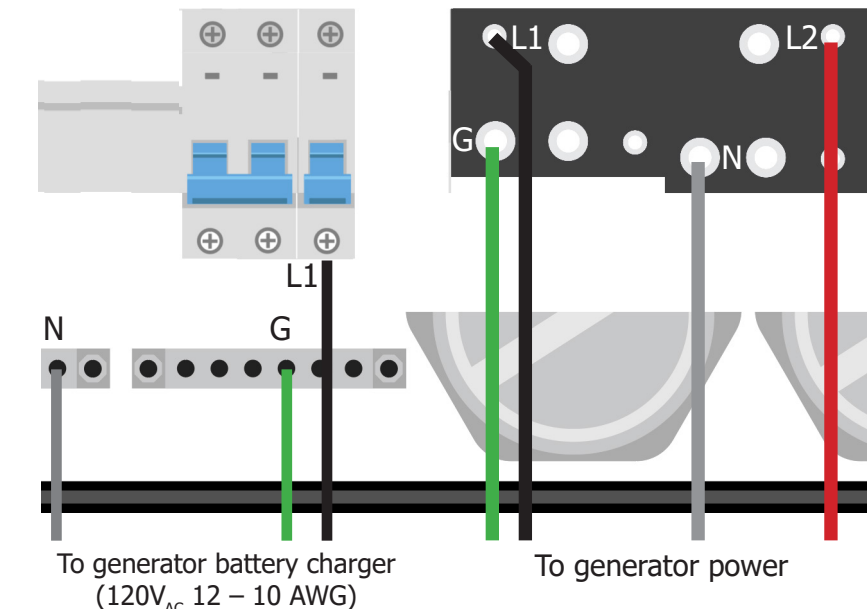 L1
L2
G
N
L1
N
G
To generator battery charger
(120VAC 12 – 10 AWG)
To generator power